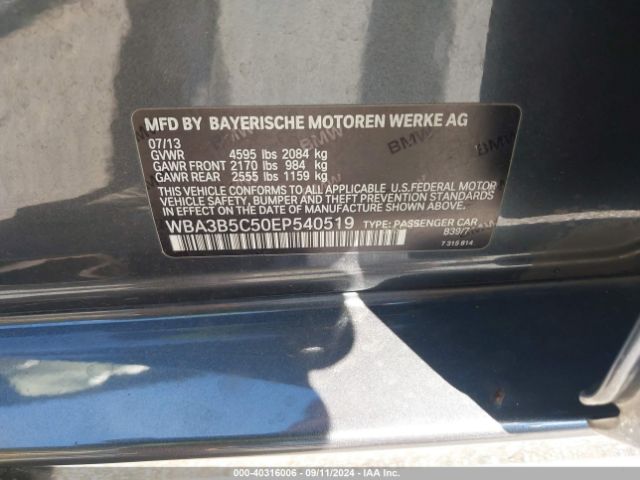 MFD BY BAYERISCHE MOTOREN WERKE AG
07/13
GVWR 4595 lbs 2084 kg
GAWR FRONT 2170 lbs 984 kg
GAWR REAR 2555 lbs 1159 kg
THIS VEHICLE CONFORMS TO ALL APPLICABLE U.S.FEDERAL MOTOR
VEHICLE SAFETY, BUMPER AND THEFT PREVENTION STANDARDS
IN EFFECT ON THE DATE OF MANUFACTURE SHOWN ABOVE.
WBA3B5C50EP540519 TYPE: PASSENGER CAR
B39/7
7 315 814
000-40316006 - 09/11/2024 - IAA Inc.